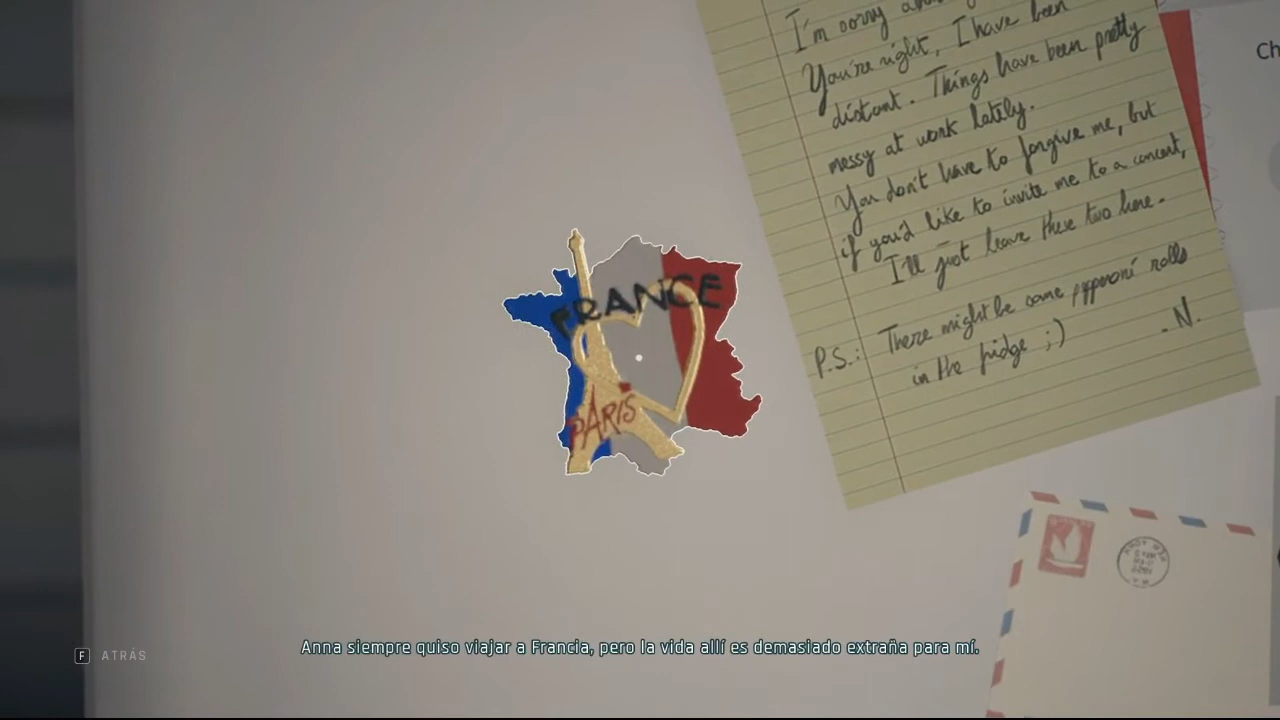 I'm sorry
You're right, I have been
distant. Things have been pretty
messy at work lately.
You don't have to forgive me, but
if you'd like to invite me to a concert,
I'll just leave these two here.
P.S.: There might be some pepperoni rolls
in the fridge ;)
- N.
Ch
FRANCE
PARIS
Anna siempre quiso viajar a Francia, pero la vida allí es demasiado extraña para mí.
F ATRÁS